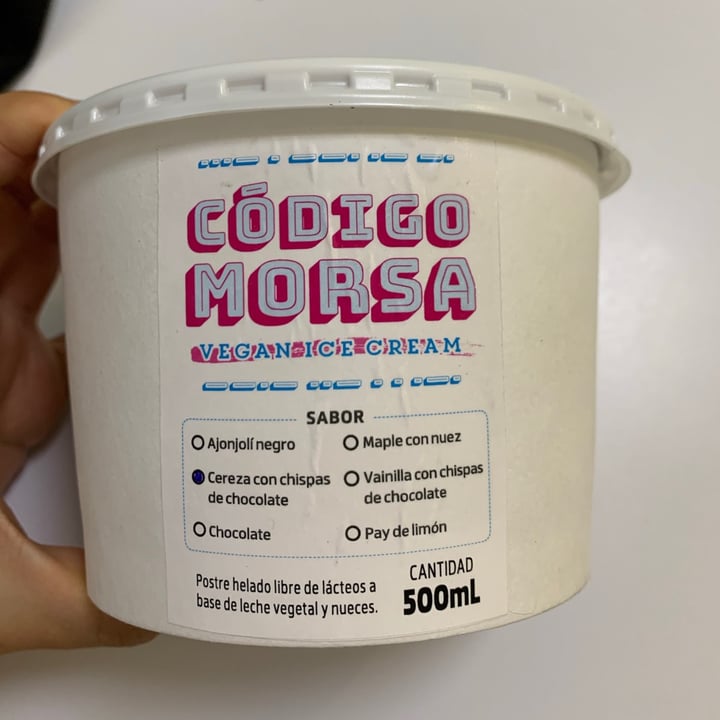 CÓDIGO
MORSA
VEGAN ICE CREAM
SABOR
Ajonjolí negro
Maple con nuez
Cereza con chispas
de chocolate
Vainilla con chispas
de chocolate
Chocolate
Pay de limón
Postre helado libre de lácteos a
base de leche vegetal y nueces.
CANTIDAD
500mL